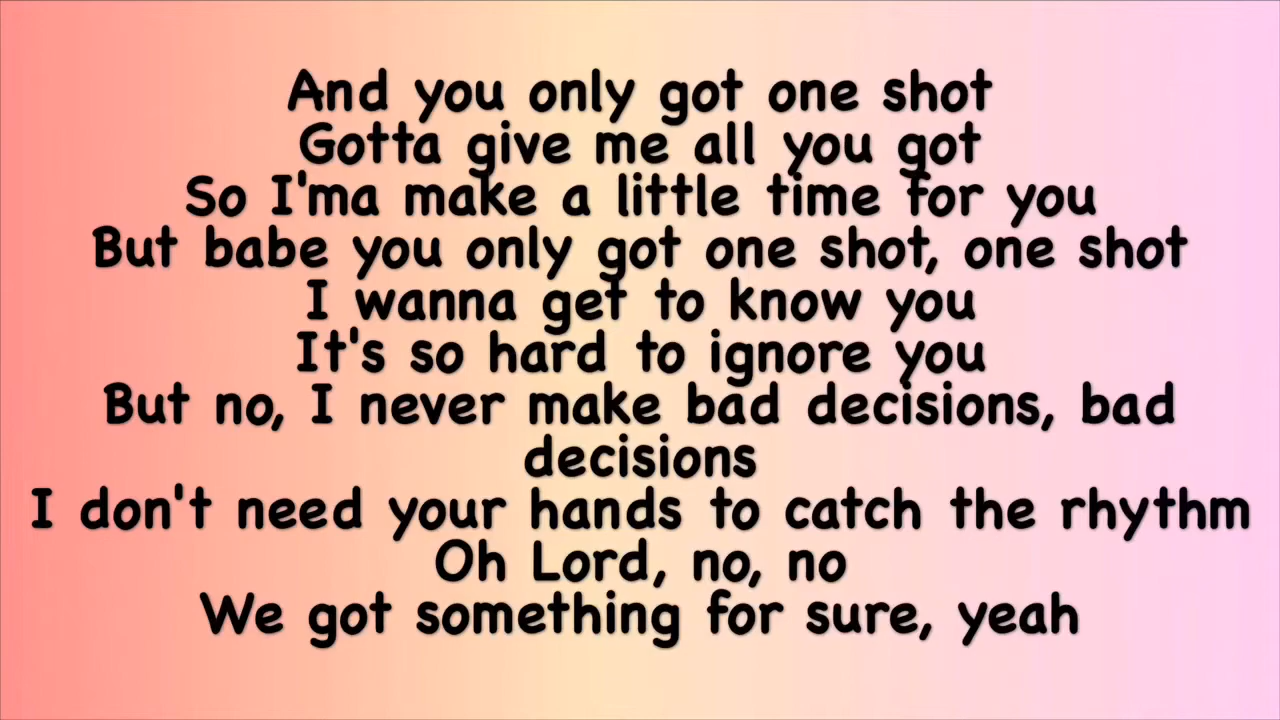 And you only got one shot
Gotta give me all you got
So I'ma make a little time for you
But babe you only got one shot, one shot
I wanna get to know you
It's so hard to ignore you
But no, I never make bad decisions, bad
decisions
I don't need your hands to catch the rhythm
Oh Lord, no, no
We got something for sure, yeah